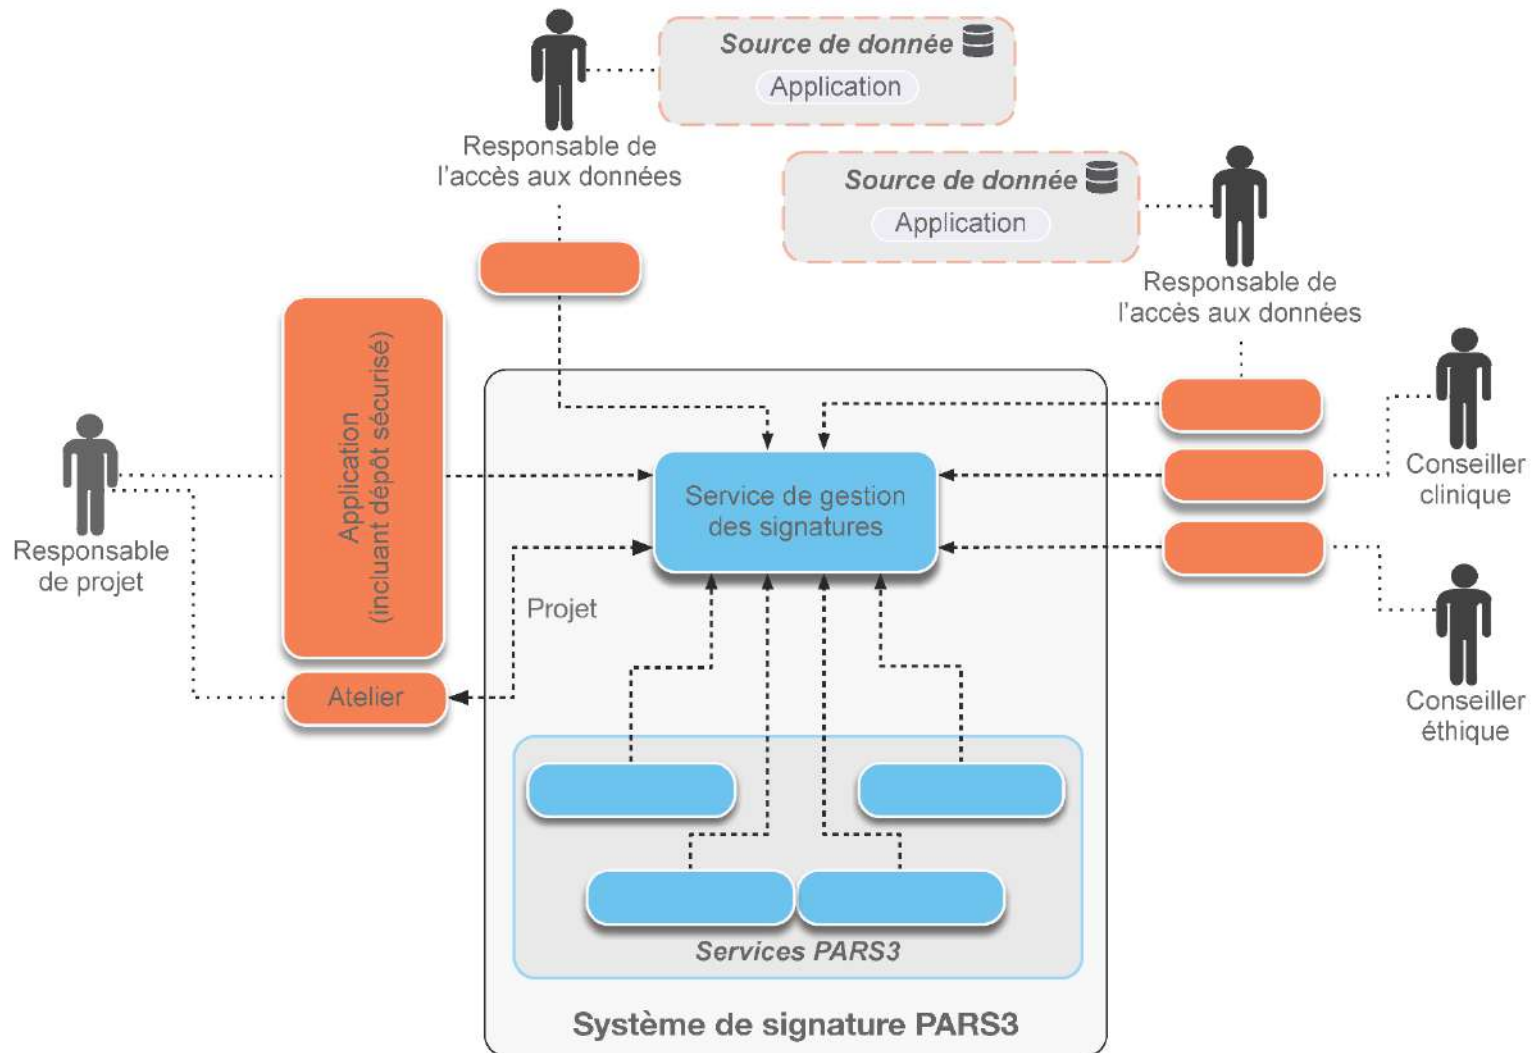 Source de donnée
Application
Responsable de
l'accès aux données
Source de donnée
Application
Responsable de
l'accès aux données
Application
(incluant dépôt sécurisé)
Responsable
de projet
Atelier
Projet
Service de gestion
des signatures
Conseiller
clinique
Conseiller
éthique
Services PARS3
Système de signature PARS3